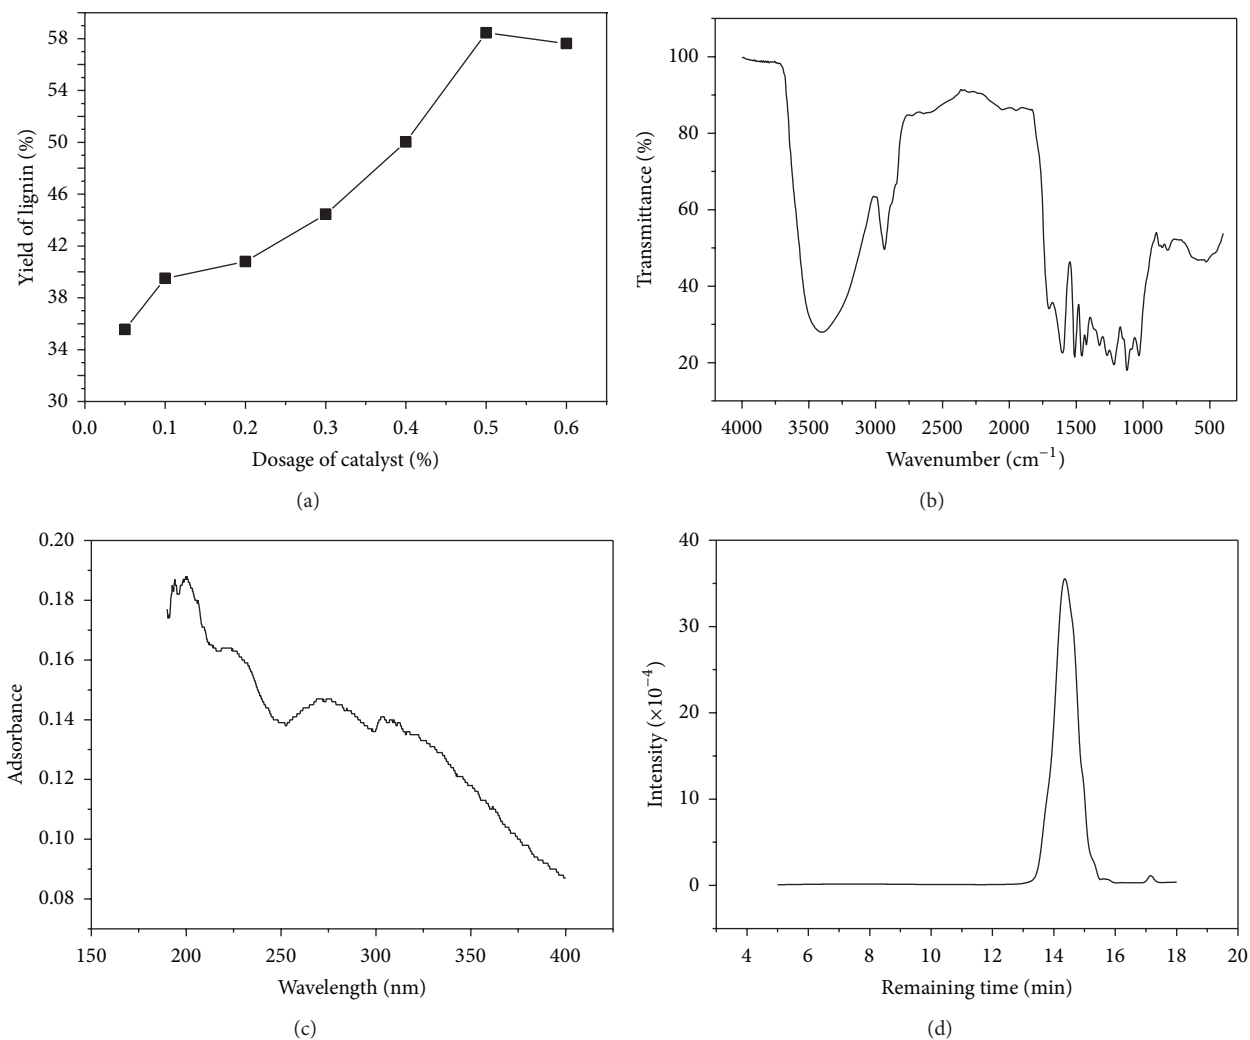 58
54
50
46
42
38
34
30
Yield of lignin (%)
0.0 0.1 0.2 0.3 0.4 0.5 0.6
Dosage of catalyst (%)
(a)
100
80
60
40
20
Transmittance (%)
4000 3500 3000 2500 2000 1500 1000 500
Wavenumber (cm⁻¹)
(b)
0.20
0.18
0.16
0.14
0.12
0.10
0.08
Adsorbance
150 200 250 300 350 400
Wavelength (nm)
(c)
40
30
20
10
0
Intensity (×10⁻⁴)
4 6 8 10 12 14 16 18 20
Remaining time (min)
(d)